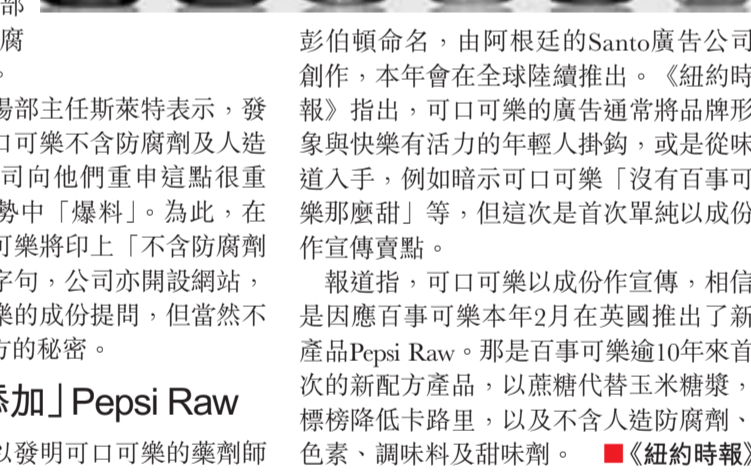 部
腐
。
場部主任斯萊特表示，發
口可樂不含防腐劑及人造
司向他們重申這點很重
勢中「爆料」。為此，在
可樂將印上「不含防腐劑
字句，公司亦開設網站，
樂的成份提問，但當然不
方的秘密。
添加」Pepsi Raw
以發明可口可樂的藥劑師
彭伯頓命名，由阿根廷的Santo廣告公司
創作，本年會在全球陸續推出。《紐約時
報》指出，可口可樂的廣告通常將品牌形
象與快樂有活力的年輕人掛鈎，或是從味
道入手，例如暗示可口可樂「沒有百事可
樂那麼甜」等，但這次是首次單純以成份
作宣傳賣點。
報道指，可口可樂以成份作宣傳，相信
是因應百事可樂本年2月在英國推出了新
產品Pepsi Raw。那是百事可樂逾10年來首
次的新配方產品，以蔗糖代替玉米糖漿，
標榜降低卡路里，以及不含人造防腐劑、
色素、調味料及甜味劑。 ■《紐約時報》